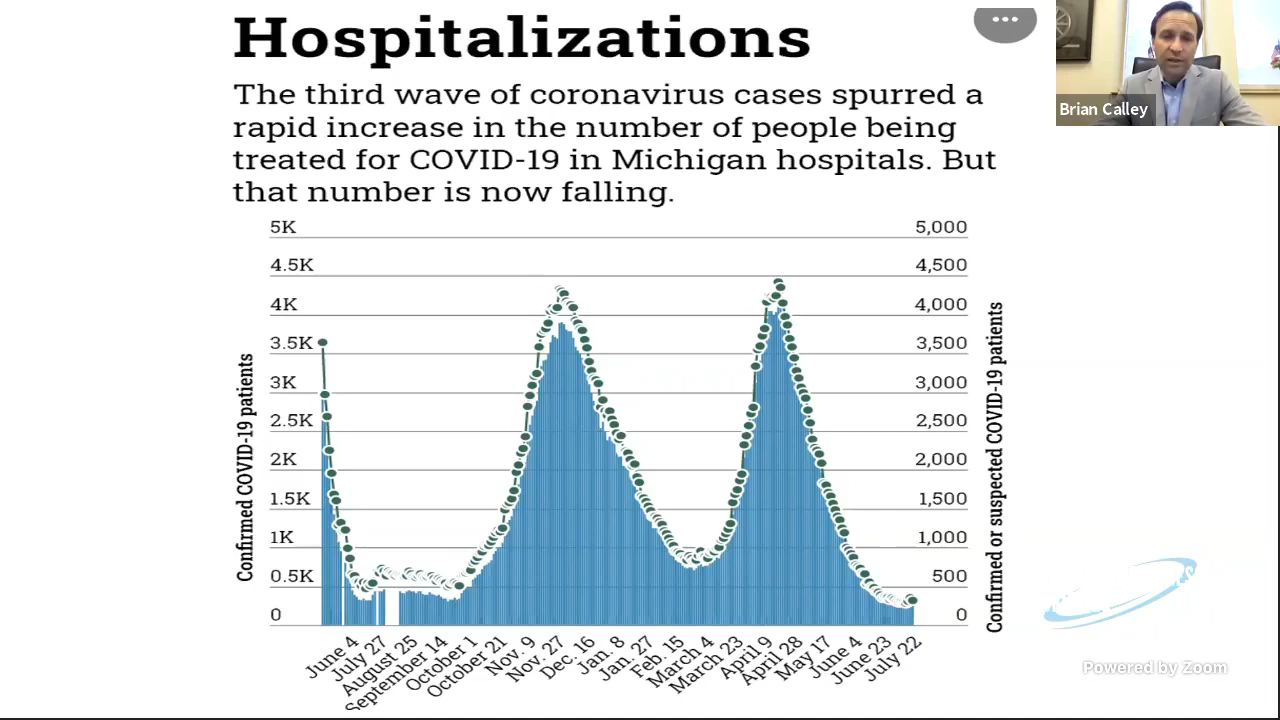 Hospitalizations
The third wave of coronavirus cases spurred a
rapid increase in the number of people being
treated for COVID-19 in Michigan hospitals. But
that number is now falling.
Brian Calley
5K
4.5K
4K
3.5K
3K
2.5K
2K
1.5K
1K
0.5K
0
5,000
4,500
4,000
3,500
3,000
2,500
2,000
1,500
1,000
500
0
Confirmed COVID-19 patients
Confirmed or suspected COVID-19 patients
June 4
July 27
August 25
September 14
October 1
October 21
Nov. 9
Nov. 27
Dec. 16
Jan. 8
Jan. 27
Feb. 15
March 4
March 23
April 9
April 28
May 17
June 4
June 23
July 22
Powered by Zoom